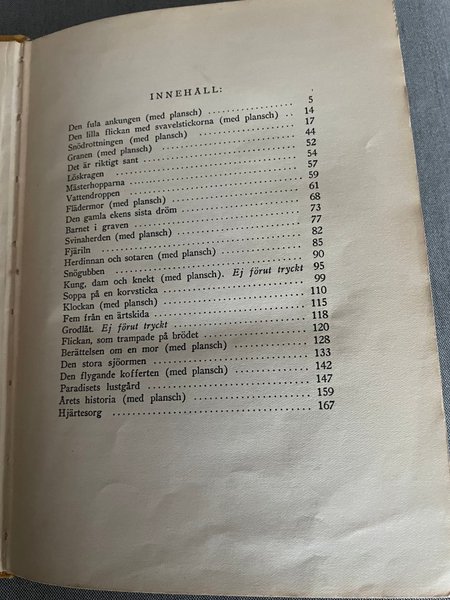 INNEHÅLL:
Den fula ankungen (med plansch) 5
Den lilla flickan med svavelstickorna (med plansch) 14
Snödrottningen (med plansch) 17
Granen (med plansch) 44
Det är riktigt sant 52
Löskragen 54
Mästerhopparna 57
Vattendroppen 59
Flädermor (med plansch) 61
Den gamla ekens sista dröm 68
Barnet i graven 73
Svinaherden (med plansch) 77
Fjäriln 82
Herdinnan och sotaren (med plansch) 85
Snögubben 90
Kung, dam och knekt (med plansch). Ej förut tryckt 95
Soppa på en korvsticka 99
Klockan (med plansch) 110
Fem från en ärtskida 115
Grodlåt. Ej förut tryckt 118
Flickan, som trampade på brödet 120
Berättelsen om en mor (med plansch) 128
Den stora sjöormen 133
Den flygande kofferten (med plansch) 142
Paradisets lustgård 147
Årets historia (med plansch) 159
Hjärtesorg 167